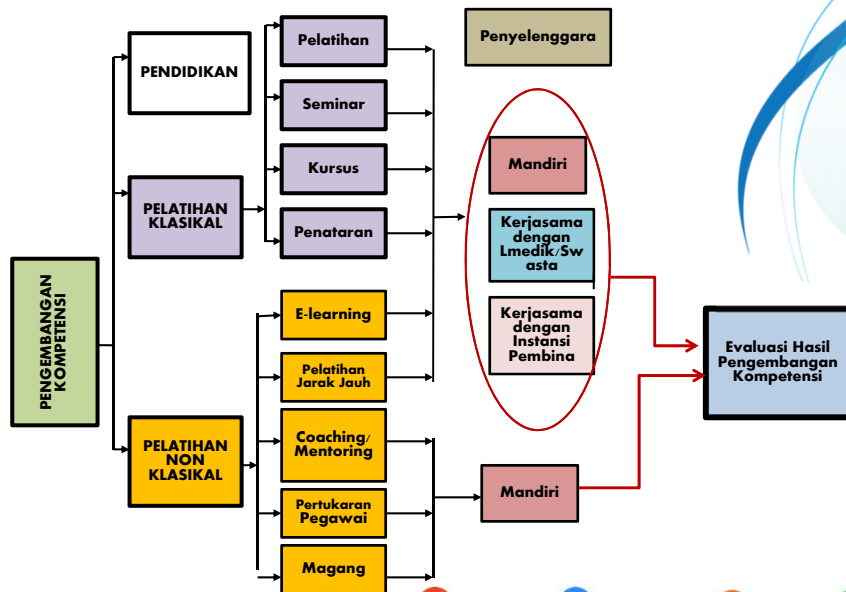 PENGEMBANGAN
KOMPETENSI
PENDIDIKAN
PELATIHAN
KLASIKAL
PELATIHAN
NON
KLASIKAL
Pelatihan
Seminar
Kursus
Penataran
E-learning
Pelatihan
Jarak Jauh
Coaching/
Mentoring
Pertukaran
Pegawai
Magang
Penyelenggara
Mandiri
Kerjasama
dengan
Lmedik/Sw
asta
Kerjasama
dengan
Instansi
Pembina
Mandiri
Evaluasi Hasil
Pengembangan
Kompetensi